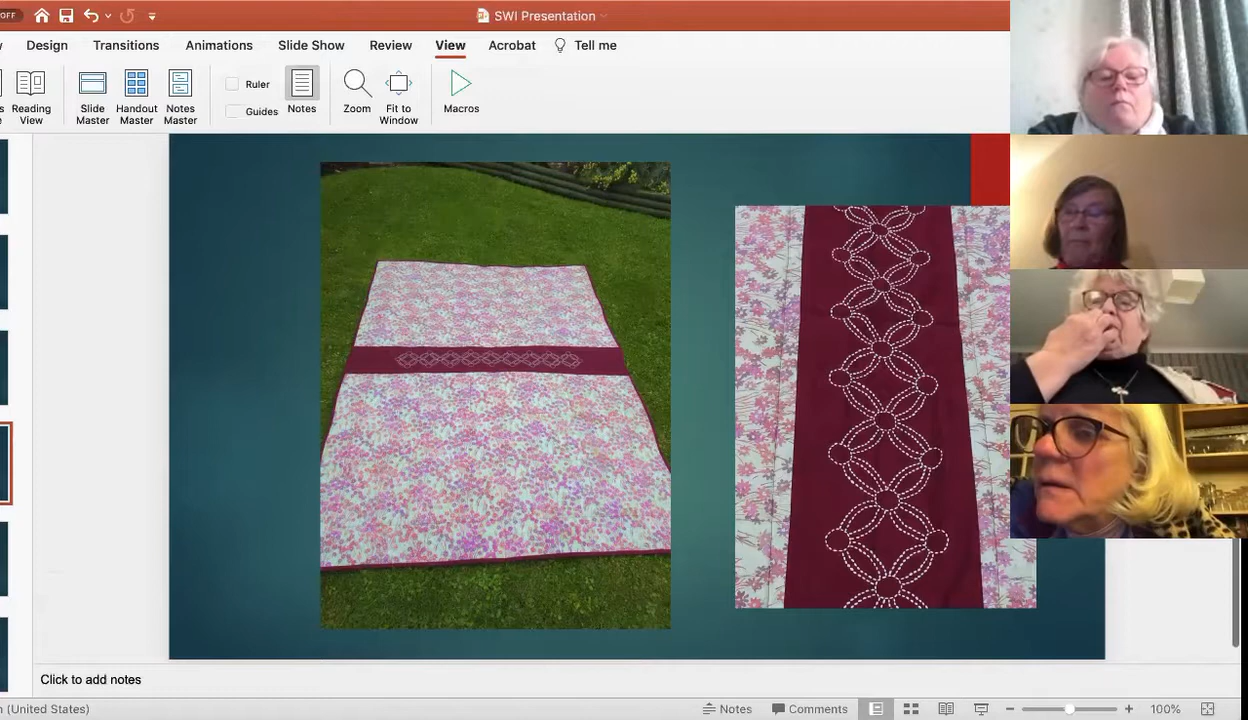 OFF
SWI Presentation
Design Transitions Animations Slide Show Review View Acrobat Tell me
Reading View
Slide Master
Handout Master
Notes Master
Ruler
Guides
Notes
Zoom
Fit to Window
Macros
Click to add notes
(United States)
Notes Comments 100%